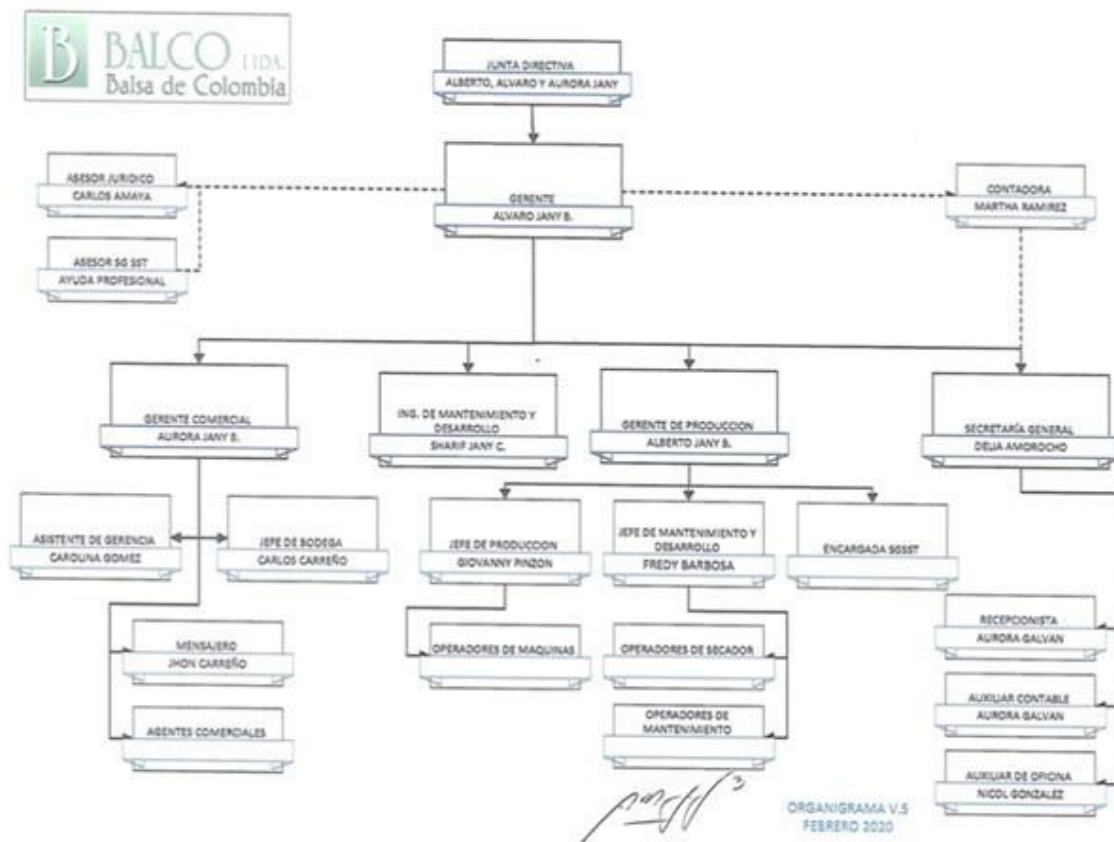 B BALCO LTDA.
Balsa de Colombia
JUNTA DIRECTIVA
ALBERTO, ALVARO Y AURORA JANY
GERENTE
ALVARO JANY B.
ASESOR JURIDICO
CARLOS AMAYA
ASESOR SG SST
AYUDA PROFESIONAL
CONTADORA
MARTHA RAMIREZ
GERENTE COMERCIAL
AURORA JANY B.
ING. DE MANTENIMIENTO Y
DESARROLLO
SHARIF JANY C.
GERENTE DE PRODUCCION
ALBERTO JANY B.
SECRETARÍA GENERAL
DELIA AMOROCHO
ASISTENTE DE GERENCIA
CAROLINA GOMEZ
JEFE DE BODEGA
CARLOS CARREÑO
JEFE DE PRODUCCION
GIOVANNY PINZON
JEFE DE MANTENIMIENTO Y
DESARROLLO
FREDY BARBOSA
ENCARGADA SGSST
MENSAJERO
JHON CARREÑO
AGENTES COMERCIALES
OPERADORES DE MAQUINAS
OPERADORES DE SECADOR
OPERADORES DE
MANTENIMIENTO
RECEPCIONISTA
AURORA GALVAN
AUXILIAR CONTABLE
AURORA GALVAN
AUXILIAR DE OFICINA
NICOL GONZALEZ
ORGANIGRAMA V.5
FEBRERO 2020